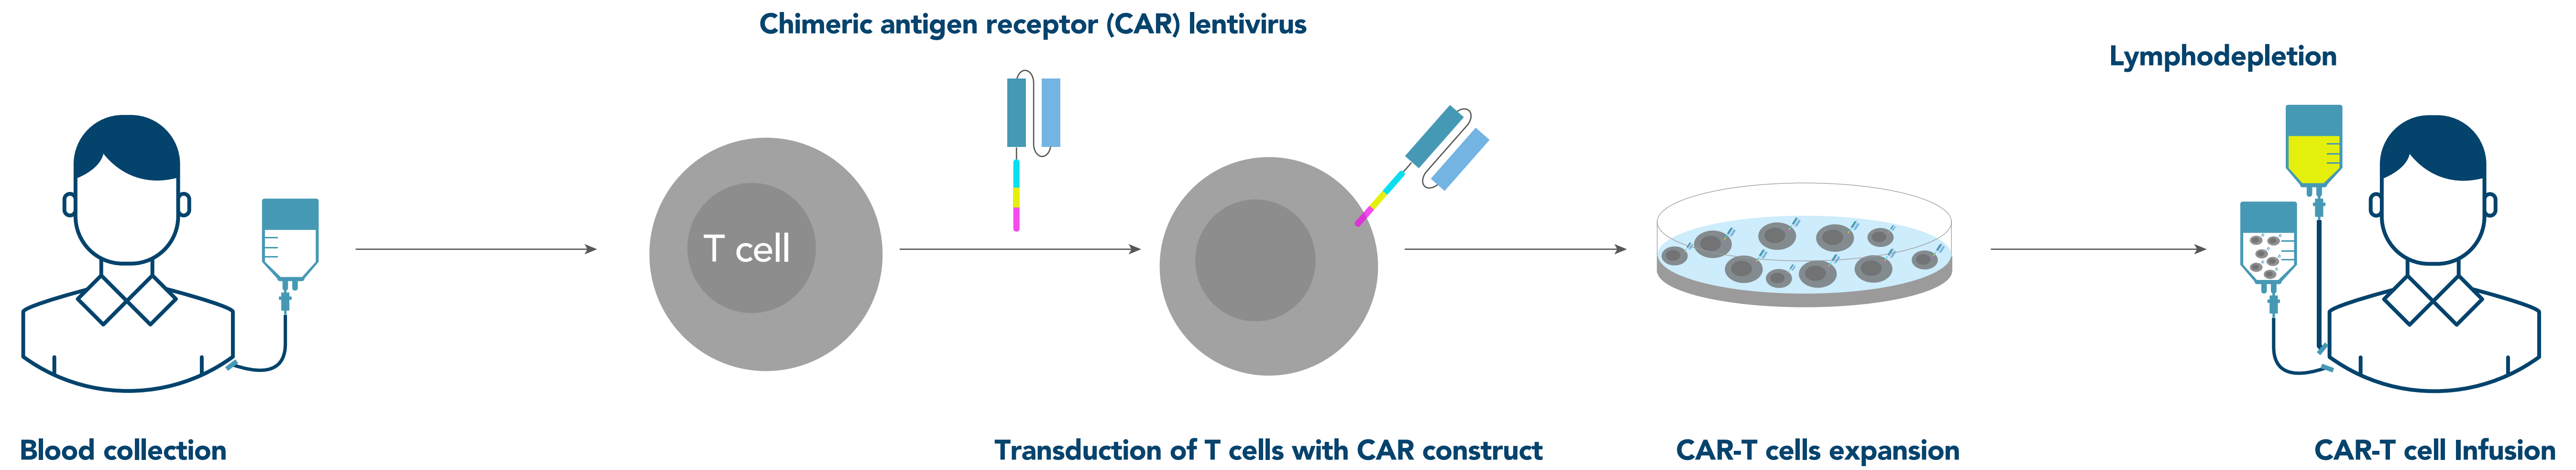 Chimeric antigen receptor (CAR) lentivirus
Lymphodepletion
T cell
Blood collection
Transduction of T cells with CAR construct
CAR-T cells expansion
CAR-T cell Infusion